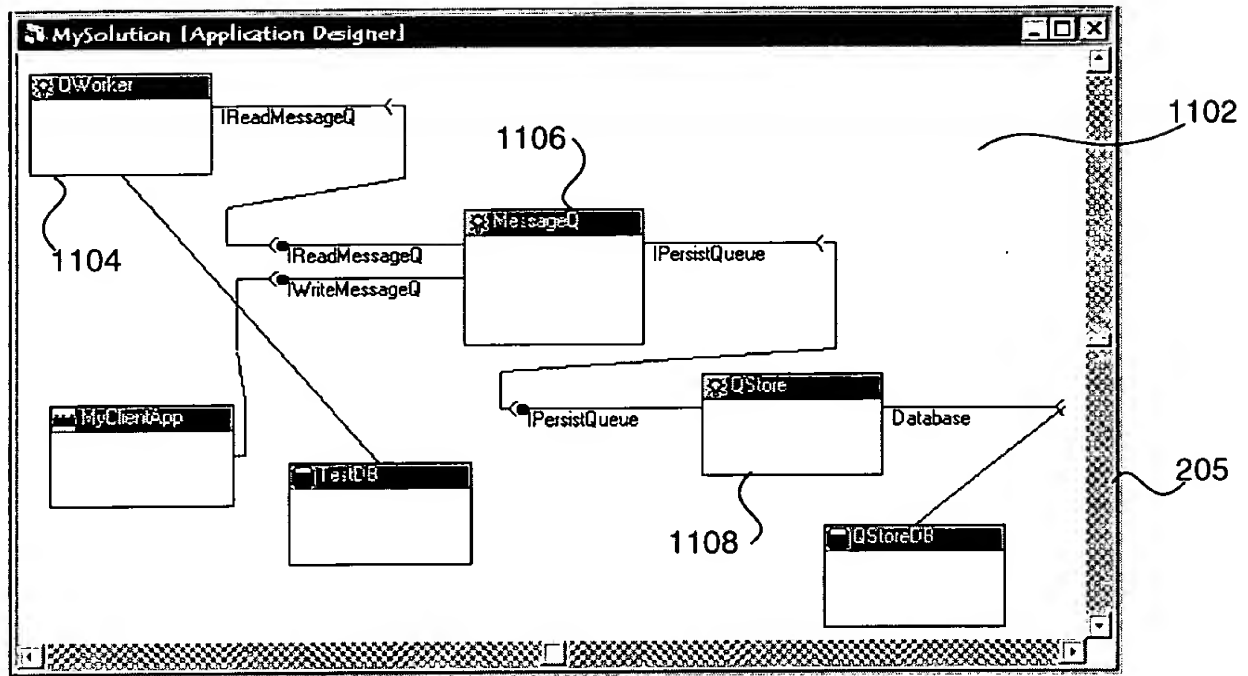 MySolution [Application Designer]
QWorker
IReadMessageQ
1102
1106
MessageQ
1104
IReadMessageQ
IPersistQueue
IWriteMessageQ
QStore
MyClientApp
IPersistQueue
Database
TestDB
205
1108
QStoreDB